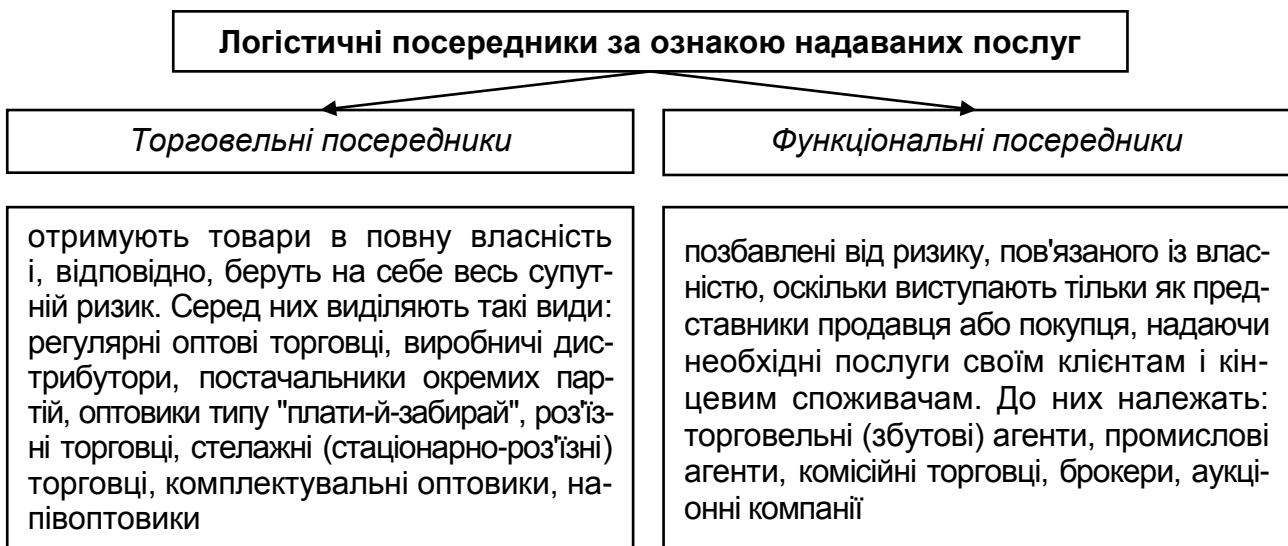 Логістичні посередники за ознакою надаваних послуг
Торговельні посередники
Функціональні посередники
отримують товари в повну власність
і, відповідно, беруть на себе весь супут-
ній ризик. Серед них виділяють такі види:
регулярні оптові торговці, виробничі дис-
трибутори, постачальники окремих пар-
тій, оптовики типу "плати-й-забирай", роз'їз-
ні торговці, стелажні (стаціонарно-роз'їзні)
торговці, комплектувальні оптовики, на-
півоптовики
позбавлені від ризику, пов'язаного із влас-
ністю, оскільки виступають тільки як пред-
ставники продавця або покупця, надаючи
необхідні послуги своїм клієнтам і кін-
цевим споживачам. До них належать:
торговельні (збутові) агенти, промислові
агенти, комісійні торговці, брокери, аукці-
онні компанії